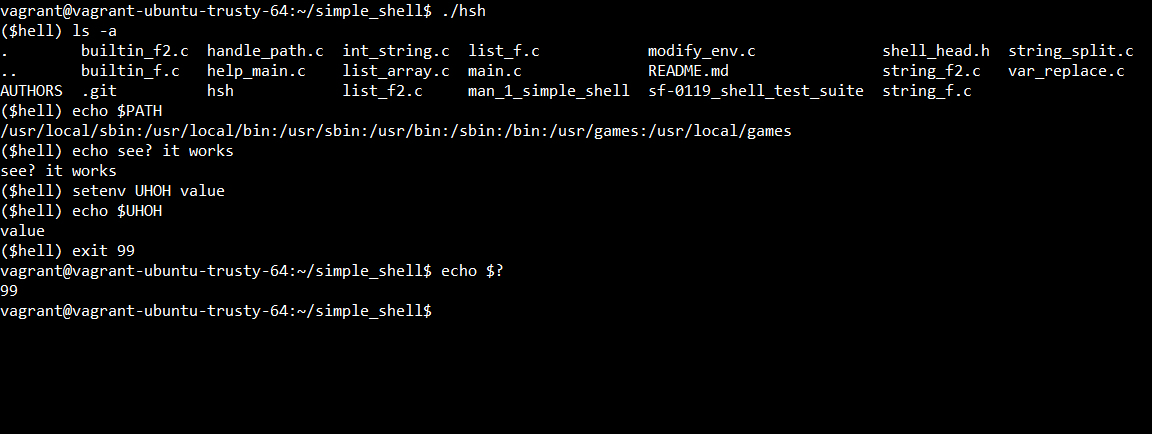 vagrant@vagrant-ubuntu-trusty-64:~/simple_shell$ ./hsh
($hell) ls -a
.        builtin_f2.c  handle_path.c  int_string.c  list_f.c            modify_env.c              shell_head.h  string_split.c
..       builtin_f.c   help_main.c    list_array.c  main.c              README.md                 string_f2.c   var_replace.c
AUTHORS  .git          hsh            list_f2.c     man_1_simple_shell  sf-0119_shell_test_suite  string_f.c
($hell) echo $PATH
/usr/local/sbin:/usr/local/bin:/usr/sbin:/usr/bin:/sbin:/bin:/usr/games:/usr/local/games
($hell) echo see? it works
see? it works
($hell) setenv UHOH value
($hell) echo $UHOH
value
($hell) exit 99
vagrant@vagrant-ubuntu-trusty-64:~/simple_shell$ echo $?
99
vagrant@vagrant-ubuntu-trusty-64:~/simple_shell$